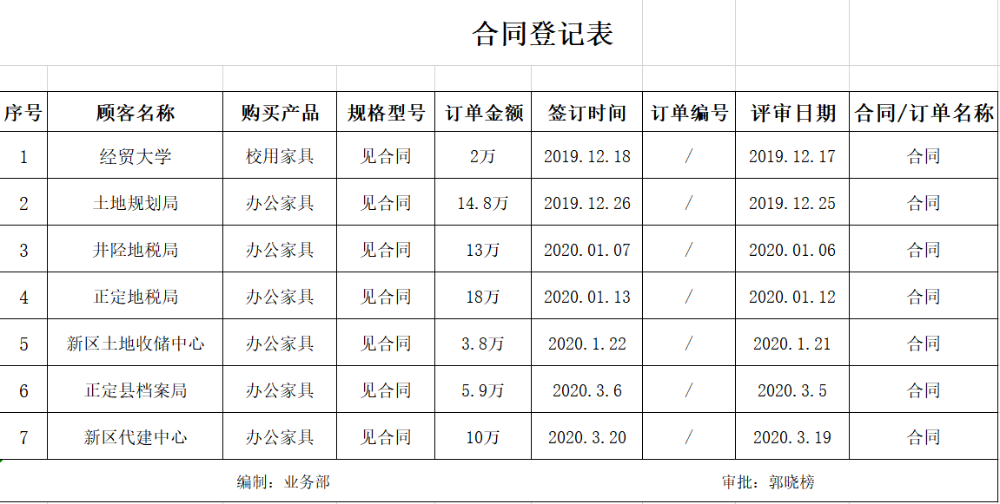 合同登记表
序号 顾客名称 购买产品 规格型号 订单金额 签订时间 订单编号 评审日期 合同/订单名称
1 经贸大学 校用家具 见合同 2万 2019.12.18 / 2019.12.17 合同
2 土地规划局 办公家具 见合同 14.8万 2019.12.26 / 2019.12.25 合同
3 井陉地税局 办公家具 见合同 13万 2020.01.07 / 2020.01.06 合同
4 正定地税局 办公家具 见合同 18万 2020.01.13 / 2020.01.12 合同
5 新区土地收储中心 办公家具 见合同 3.8万 2020.1.22 / 2020.1.21 合同
6 正定县档案局 办公家具 见合同 5.9万 2020.3.6 / 2020.3.5 合同
7 新区代建中心 办公家具 见合同 10万 2020.3.20 / 2020.3.19 合同
编制：业务部 审批：郭晓榜